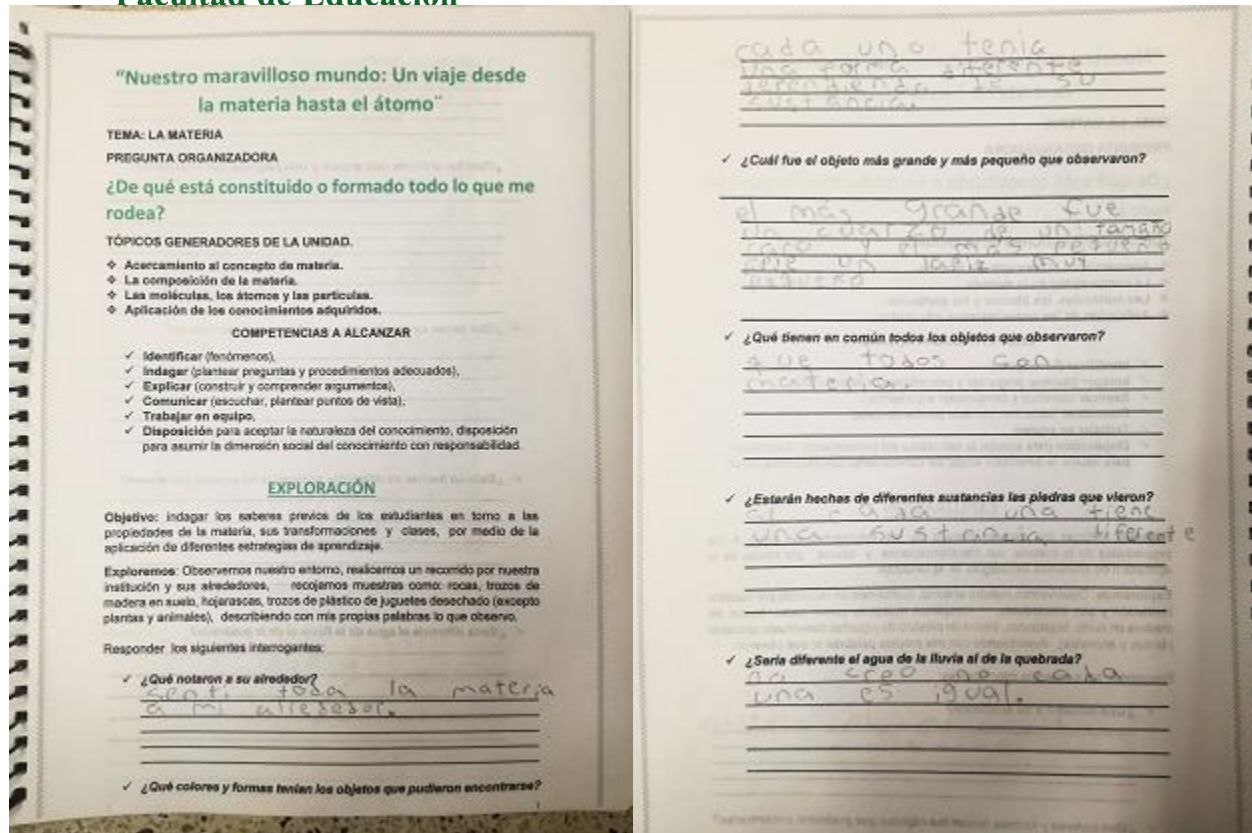 Facultad de Educación
“Nuestro maravilloso mundo: Un viaje desde
la materia hasta el átomo¨
TEMA: LA MATERIA
PREGUNTA ORGANIZADORA
¿De qué está constituido o formado todo lo que me
rodea?
TÓPICOS GENERADORES DE LA UNIDAD.
❖ Acercamiento al concepto de materia.
❖ La composición de la materia.
❖ Las moléculas, los átomos y las partículas.
❖ Aplicación de los conocimientos adquiridos.
COMPETENCIAS A ALCANZAR
✓ Identificar (fenómenos),
✓ Indagar (plantear preguntas y procedimientos adecuados),
✓ Explicar (construir y comprender argumentos),
✓ Comunicar (escuchar, plantear puntos de vista),
✓ Trabajar en equipo,
✓ Disposición para aceptar la naturaleza del conocimiento, disposición
para asumir la dimensión social del conocimiento con responsabilidad.
EXPLORACIÓN
Objetivo: indagar los saberes previos de los estudiantes en torno a las
propiedades de la materia, sus transformaciones y clases, por medio de la
aplicación de diferentes estrategias de aprendizaje.
Exploremos: Observemos nuestro entorno, realicemos un recorrido por nuestra
institución y sus alrededores, recojamos muestras como: rocas, trozos de
madera en suelo, hojarascas, trozos de plástico de juguetes desechado (excepto
plantas y animales), describiendo con mis propias palabras lo que observo.
Responder los siguientes interrogantes:
✓ ¿Qué notaron a su alrededor?
senti toda la materia
a mi alrededor.
✓ ¿Qué colores y formas tenían los objetos que pudieron encontrarse?
cada uno tenia
una forma diferente
dependiendo de su
sustancia.
✓ ¿Cuál fue el objeto más grande y más pequeño que observaron?
el más grande fue
un cuarzo de un
y el más pequeño
un lapiz muy
pequeño
✓ ¿Qué tienen en común todos los objetos que observaron?
que todos son
materia.
✓ ¿Estarán hechas de diferentes sustancias las piedras que vieron?
si cada una tiene
una sustancia diferente
✓ ¿Sería diferente el agua de la lluvia al de la quebrada?
no creo que cada
una es igual.